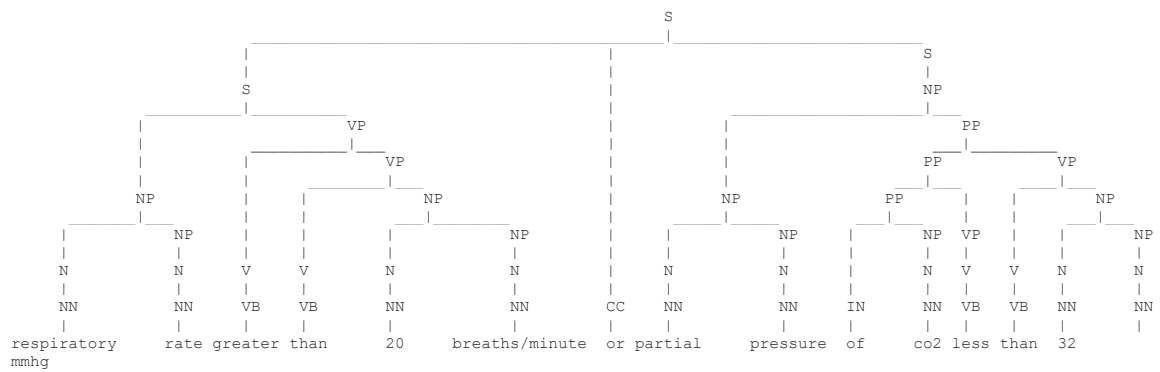 S
S
S
NP
VP
PP
VP
PP
VP
NP
NP
NP
PP
NP
NP
NP
NP
NP
VP
NP
N
N
V
V
N
N
N
N
N
V
V
N
N
NN
NN
VB
VB
NN
NN
CC
NN
NN
IN
NN
VB
VB
NN
NN
respiratory rate greater than 20 breaths/minute or partial pressure of co2 less than 32
mmhg